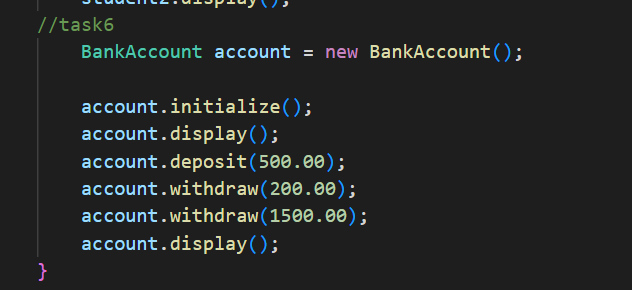 student2.display();
//task6
BankAccount account = new BankAccount();
account.initialize();
account.display();
account.deposit(500.00);
account.withdraw(200.00);
account.withdraw(1500.00);
account.display();
}